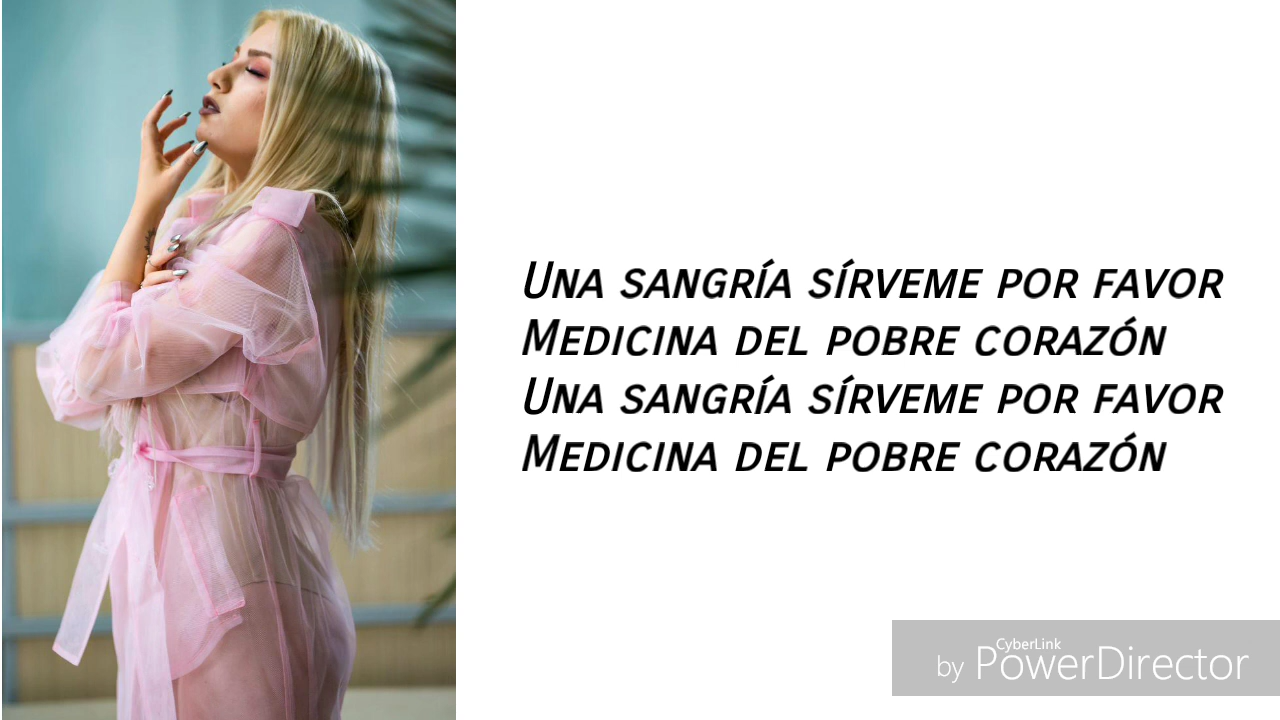 Una sangría sírveme por favor
Medicina del pobre corazón
Una sangría sírveme por favor
Medicina del pobre corazón
by CyberLink PowerDirector